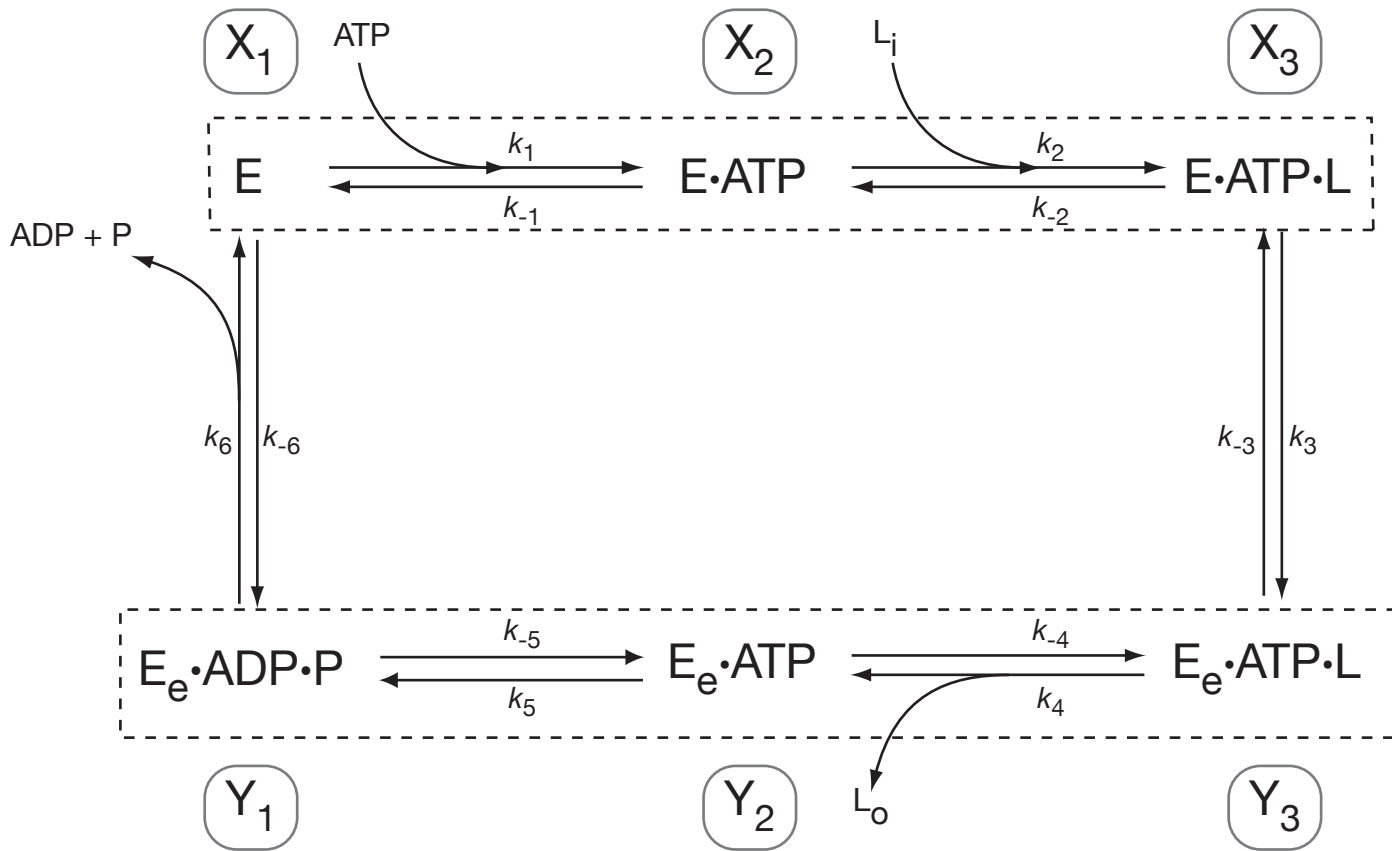 X1 ATP X2 Li X3
k1 k2
E E·ATP E·ATP·L
k-1 k-2
ADP + P
k6 k-6 k-3 k3
k-5 k-4
Ee·ADP·P Ee·ATP Ee·ATP·L
k5 k4
Y1 Y2 Lo Y3